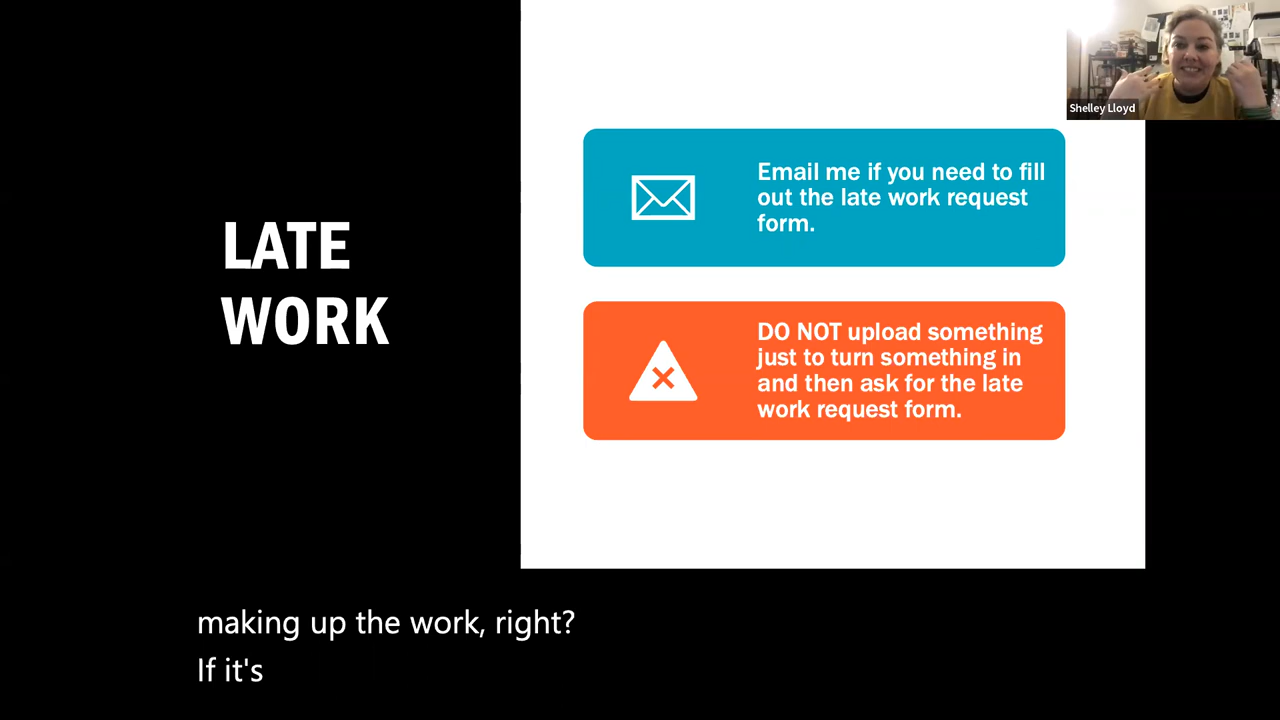 Shelley Lloyd
LATE
WORK
Email me if you need to fill
out the late work request
form.
DO NOT upload something
just to turn something in
and then ask for the late
work request form.
making up the work, right?
If it's